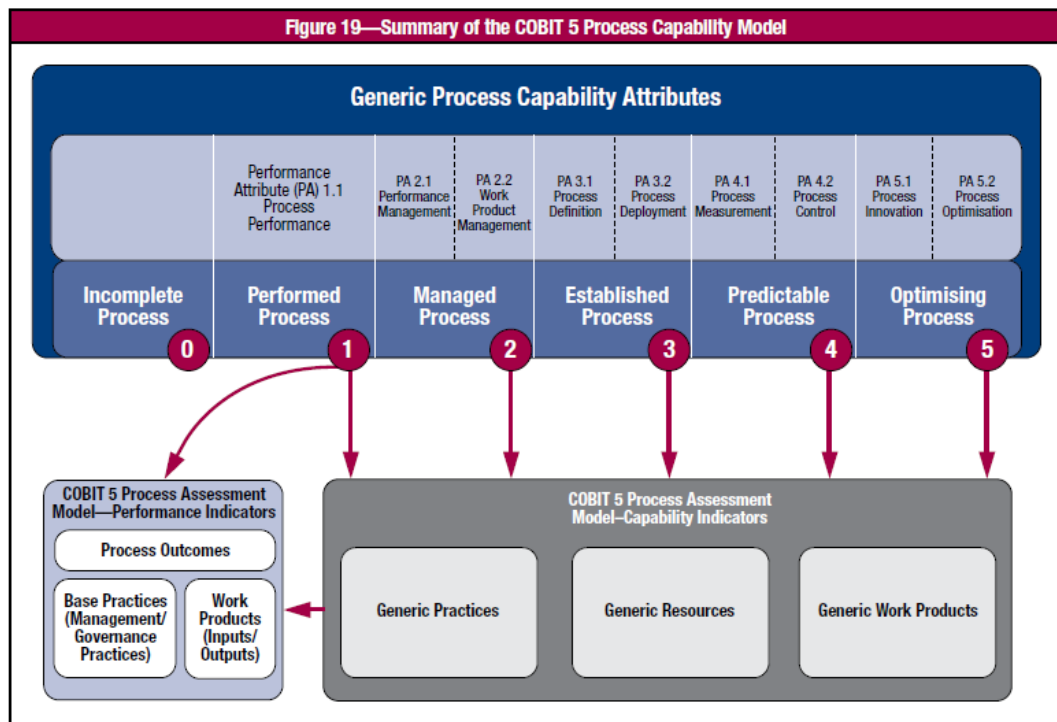 Figure 19—Summary of the COBIT 5 Process Capability Model
Generic Process Capability Attributes
Performance
Attribute (PA) 1.1
Process
Performance
PA 2.1
Performance
Management
PA 2.2
Work
Product
Management
PA 3.1
Process
Definition
PA 3.2
Process
Deployment
PA 4.1
Process
Measurement
PA 4.2
Process
Control
PA 5.1
Process
Innovation
PA 5.2
Process
Optimisation
Incomplete
Process
0
Performed
Process
1
Managed
Process
2
Established
Process
3
Predictable
Process
4
Optimising
Process
5
COBIT 5 Process Assessment
Model—Performance Indicators
Process Outcomes
Base Practices
(Management/
Governance
Practices)
Work
Products
(Inputs/
Outputs)
COBIT 5 Process Assessment
Model–Capability Indicators
Generic Practices
Generic Resources
Generic Work Products